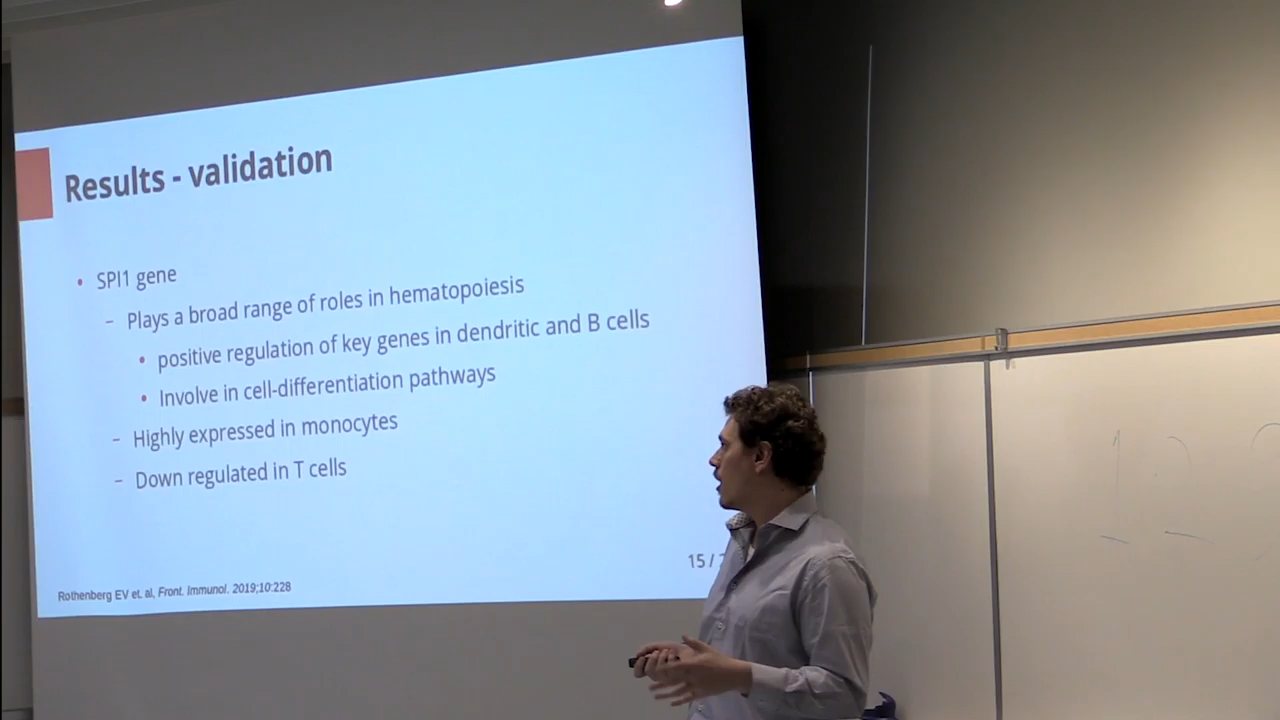 Results - validation
• SPI1 gene
– Plays a broad range of roles in hematopoiesis
• positive regulation of key genes in dendritic and B cells
• Involve in cell-differentiation pathways
– Highly expressed in monocytes
– Down regulated in T cells
15 /
Rothenberg EV et. al, Front. Immunol. 2019;10:228